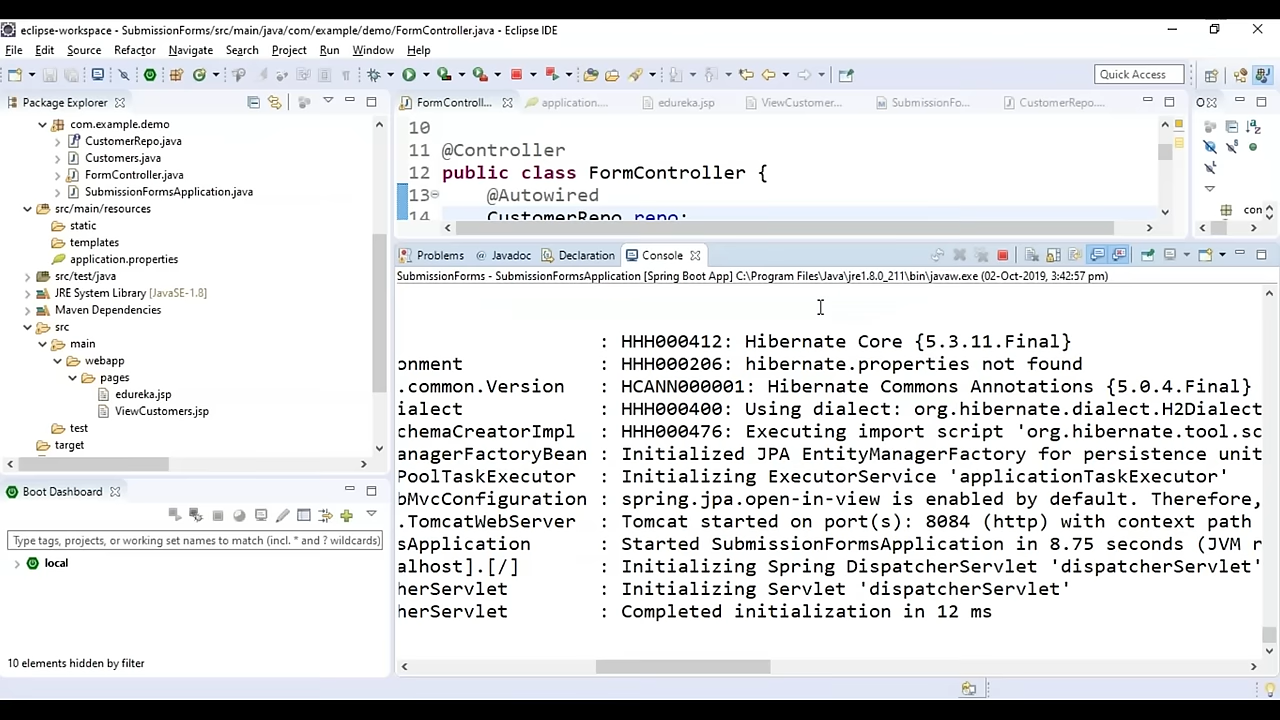 eclipse-workspace - SubmissionForms/src/main/java/com/example/demo/FormController.java - Eclipse IDE
File Edit Source Refactor Navigate Search Project Run Window Help
Quick Access
Package Explorer
com.example.demo
CustomerRepo.java
Customers.java
FormController.java
SubmissionFormsApplication.java
src/main/resources
static
templates
application.properties
src/test/java
JRE System Library [JavaSE-1.8]
Maven Dependencies
src
main
webapp
pages
edureka.jsp
ViewCustomers.jsp
test
target
Boot Dashboard
Type tags, projects, or working set names to match (incl. * and ? wildcards)
local
10 elements hidden by filter
FormControll... application.... edureka.jsp ViewCustomer... SubmissionFo... CustomerRepo....
10
11 @Controller
12 public class FormController {
13 @Autowired
14 CustomerRepo repo;
O
con
Problems Javadoc Declaration Console
SubmissionForms - SubmissionFormsApplication [Spring Boot App] C:\Program Files\Java\jre1.8.0_211\bin\javaw.exe (02-Oct-2019, 3:42:57 pm)
: HHH000412: Hibernate Core {5.3.11.Final}
onment : HHH000206: hibernate.properties not found
.common.Version : HCANN000001: Hibernate Commons Annotations {5.0.4.Final}
ialect : HHH000400: Using dialect: org.hibernate.dialect.H2Dialect
chemaCreatorImpl : HHH000476: Executing import script 'org.hibernate.tool.sc
anagerFactoryBean : Initialized JPA EntityManagerFactory for persistence unit
PoolTaskExecutor : Initializing ExecutorService 'applicationTaskExecutor'
bMvcConfiguration : spring.jpa.open-in-view is enabled by default. Therefore,
.TomcatWebServer : Tomcat started on port(s): 8084 (http) with context path
sApplication : Started SubmissionFormsApplication in 8.75 seconds (JVM r
alhost].[/] : Initializing Spring DispatcherServlet 'dispatcherServlet'
herServlet : Initializing Servlet 'dispatcherServlet'
herServlet : Completed initialization in 12 ms